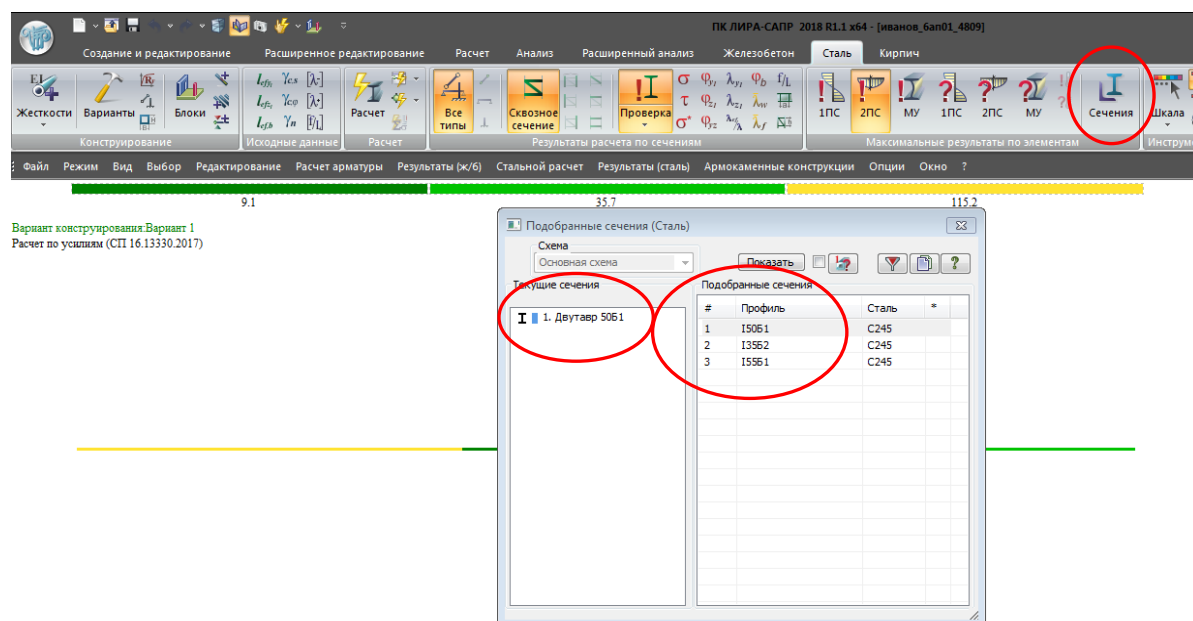 ПК ЛИРА-САПР 2018 R1.1 x64 - [иванов_бап01_4809]
Создание и редактирование Расширенное редактирование Расчет Анализ Расширенный анализ Железобетон Сталь Кирпич
Жесткости Варианты Блоки Расчет Все типы Сквозное сечение Проверка 1ПС 2ПС МУ 1ПС 2ПС МУ Сечения Шкала
Конструирование Исходные данные Расчет Результаты расчета по сечениям Максимальные результаты по элементам Инструм
Файл Режим Вид Выбор Редактирование Расчет арматуры Результаты (ж/б) Стальной расчет Результаты (сталь) Армокаменные конструкции Опции Окно ?
9.1 35.7 115.2
Вариант конструирования:Вариант 1
Расчет по усилиям (СП 16.13330.2017)
Подобранные сечения (Сталь)
Схема
Основная схема Показать
Текущие сечения Подобранные сечения
# Профиль Сталь *
1. Двутавр 50Б1
1 I50Б1 С245
2 I35Б2 С245
3 I55Б1 С245